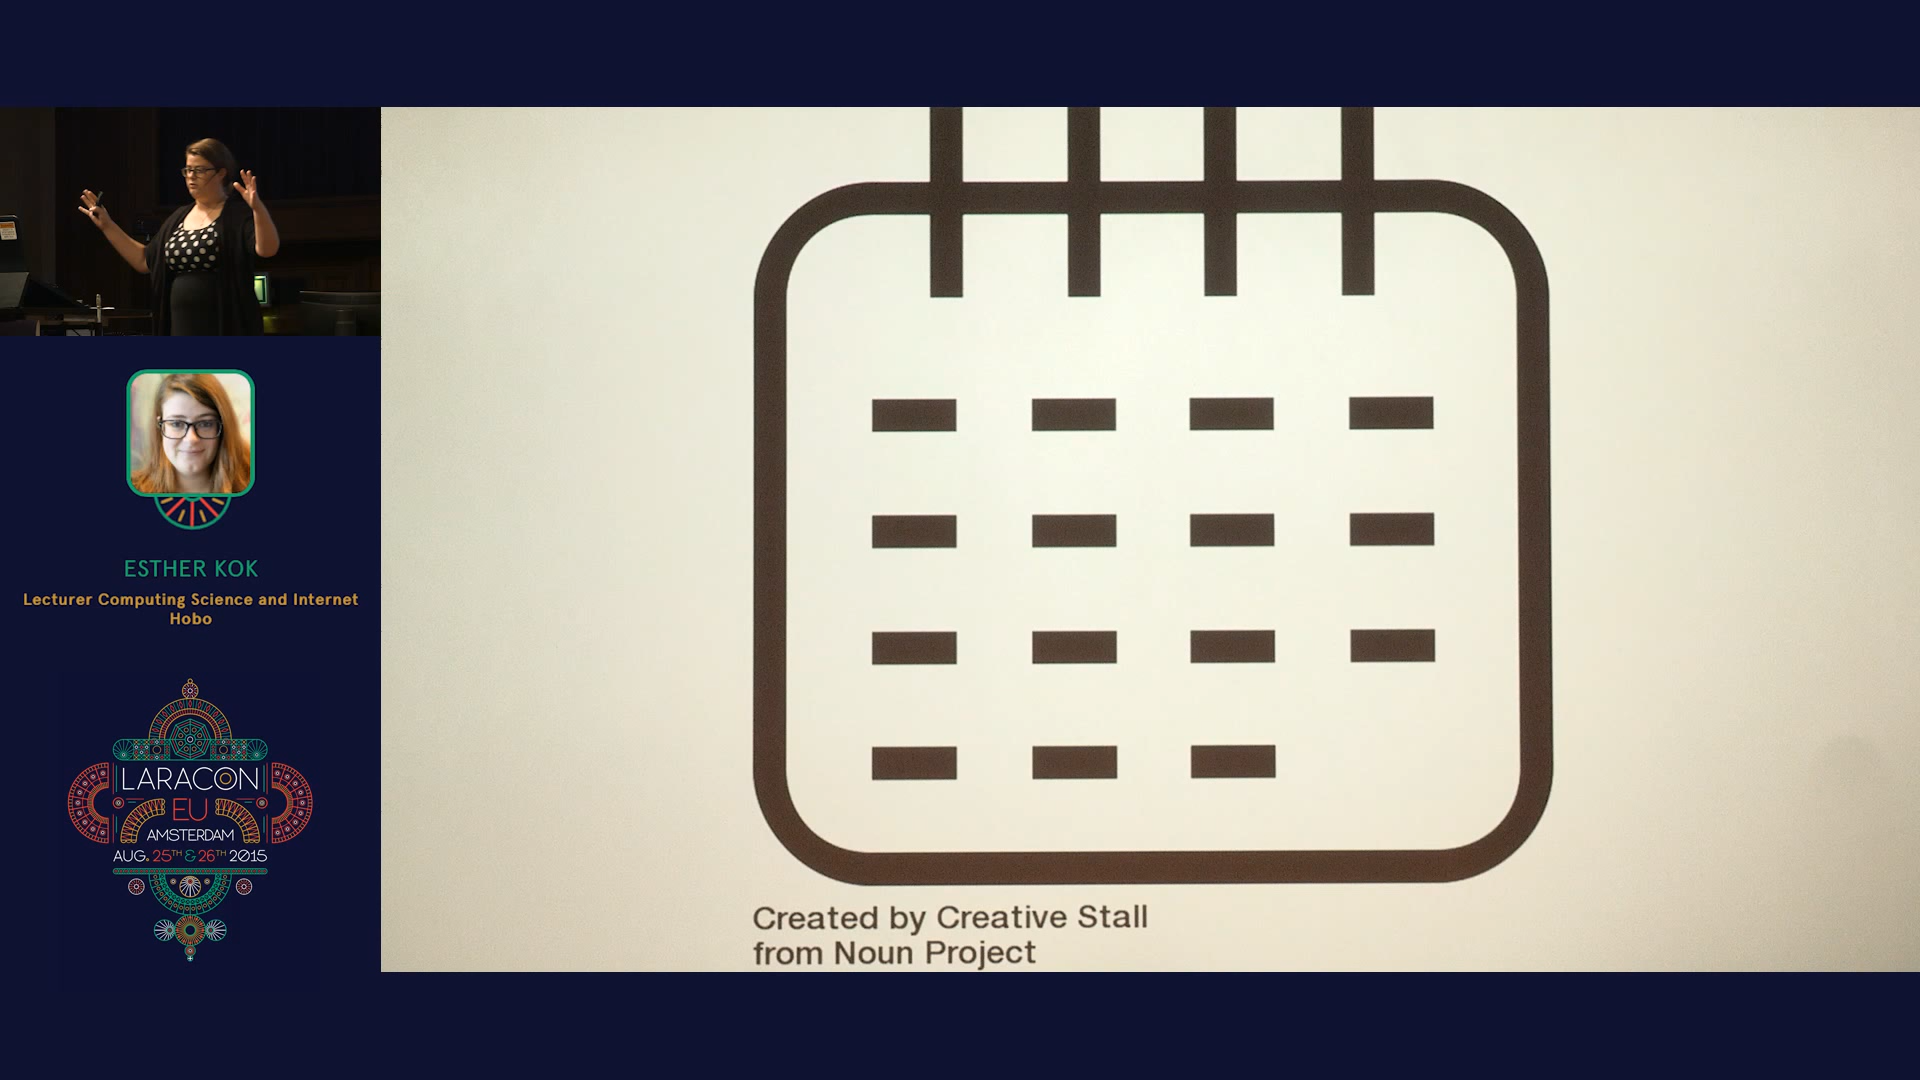 ESTHER KOK
Lecturer Computing Science and Internet
Hobo
LARACON
EU
AMSTERDAM
AUG. 25TH & 26TH 2015
Created by Creative Stall
from Noun Project